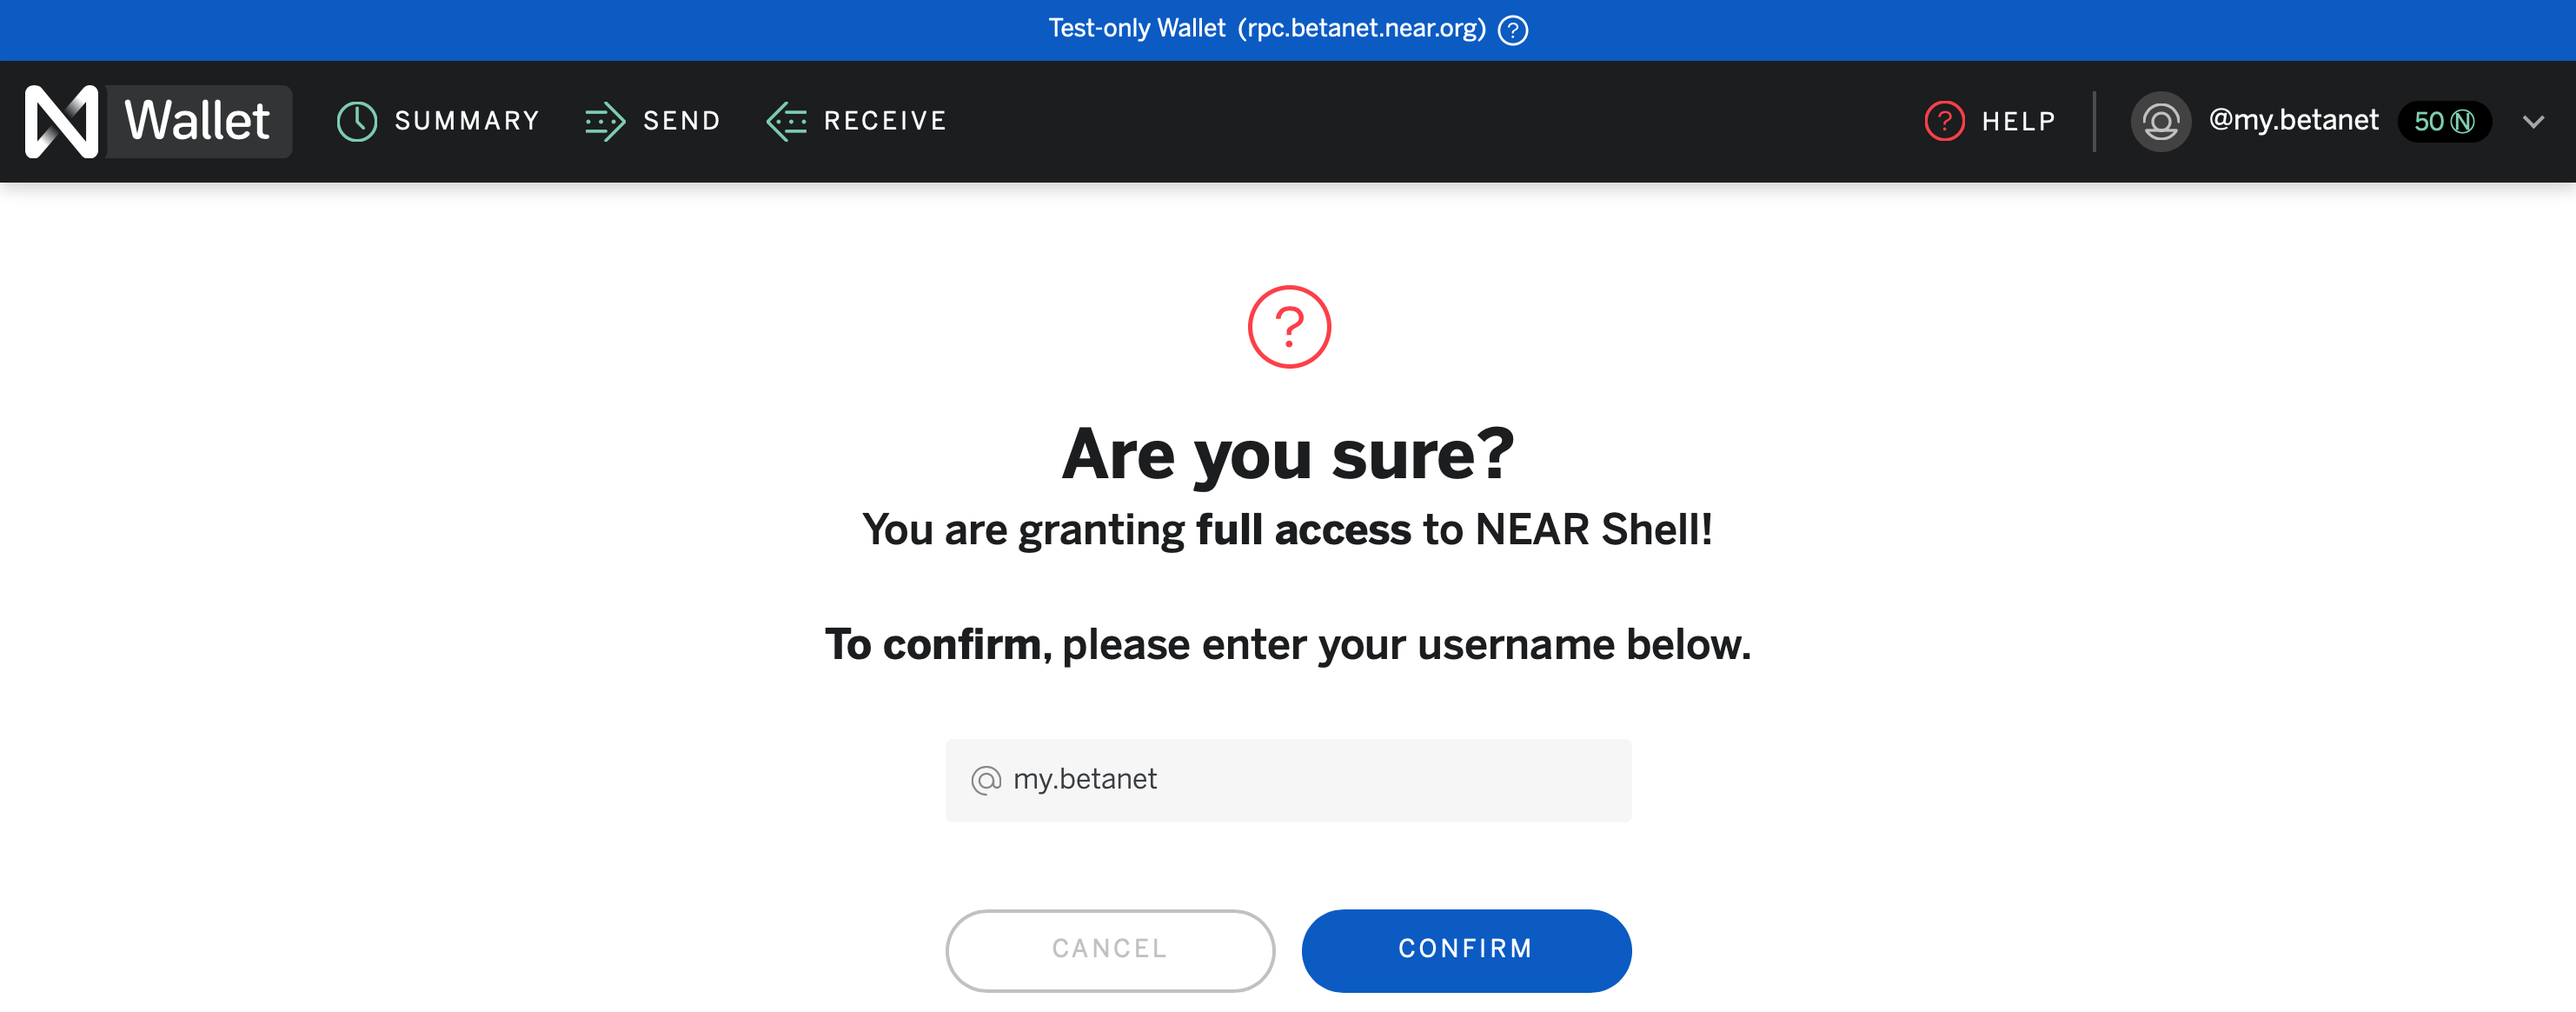 Test-only Wallet (rpc.betanet.near.org) ?
N Wallet SUMMARY SEND RECEIVE ? HELP @my.betanet 50 N
?
Are you sure?
You are granting full access to NEAR Shell!
To confirm, please enter your username below.
@ my.betanet
CANCEL CONFIRM